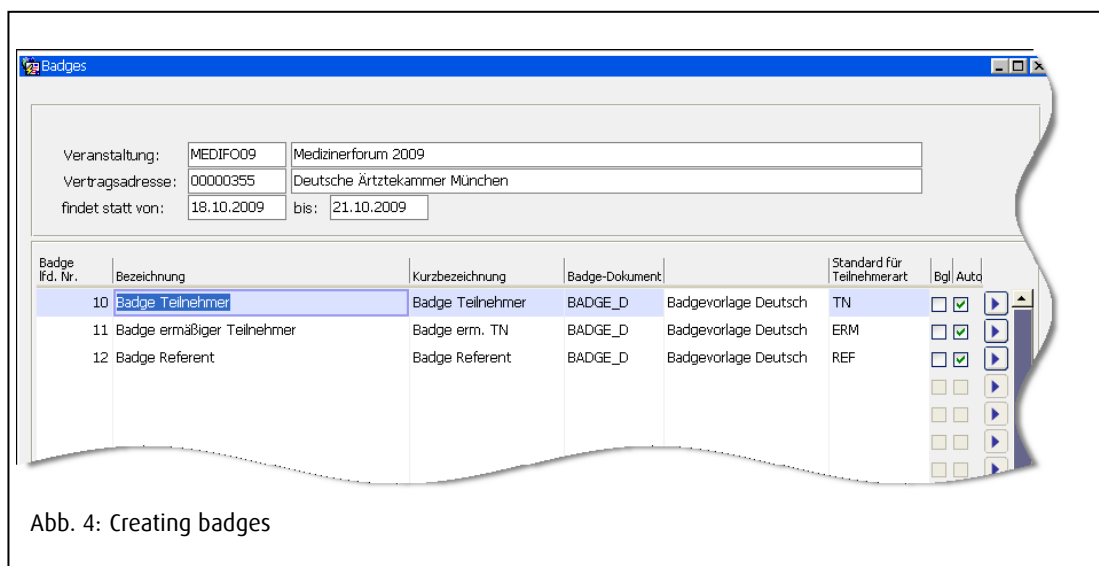 Badges
Veranstaltung: MEDIFO09 Medizinerforum 2009
Vertragsadresse: 00000355 Deutsche Ärtztekammer München
findet statt von: 18.10.2009 bis: 21.10.2009
Badge lfd. Nr. Bezeichnung Kurzbezeichnung Badge-Dokument Standard für Teilnehmerart Bgl Auto
10 Badge Teilnehmer Badge Teilnehmer BADGE_D Badgevorlage Deutsch TN
11 Badge ermäßiger Teilnehmer Badge erm. TN BADGE_D Badgevorlage Deutsch ERM
12 Badge Referent Badge Referent BADGE_D Badgevorlage Deutsch REF
Abb. 4: Creating badges